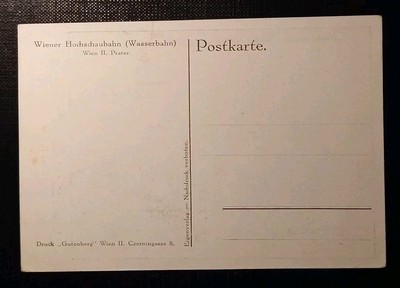 Wiener Hochschaubahn (Wasserbahn)
Wien II. Prater
Postkarte.
Eigenverlag — Nachdruck verboten.
Druck „Gutenberg" Wien II. Czerningasse 8.